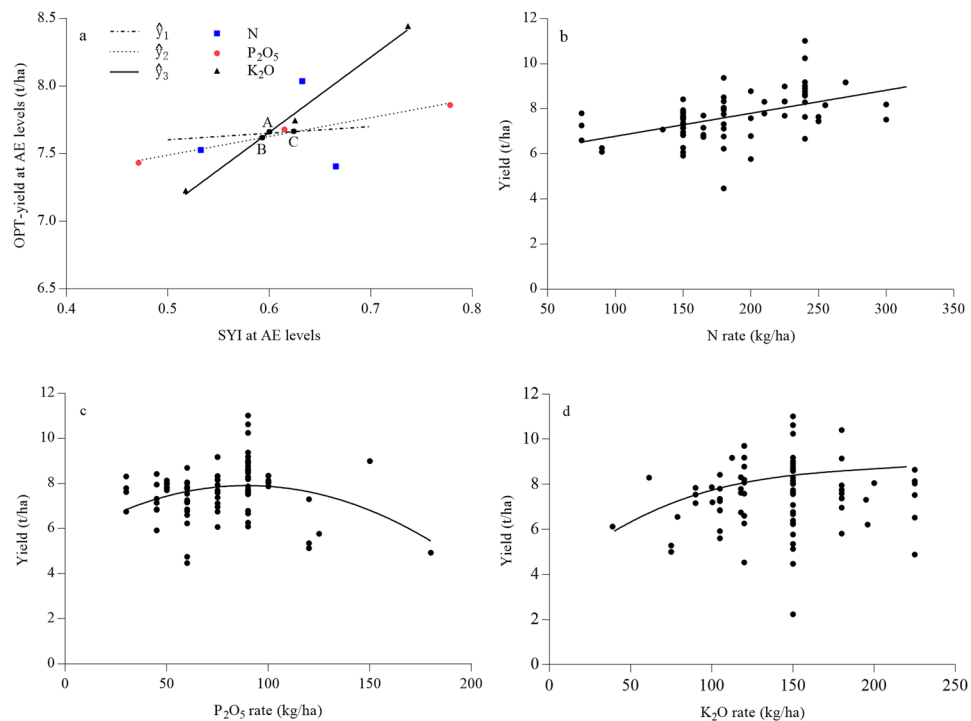 a
ŷ₁ N
ŷ₂ P₂O₅
ŷ₃ K₂O
A
B
C
8.5
8.0
7.5
7.0
6.5
0.4 0.5 0.6 0.7 0.8
OPT-yield at AE levels (t/ha)
SYI at AE levels
b
12
10
8
6
4
2
0
50 100 150 200 250 300 350
Yield (t/ha)
N rate (kg/ha)
c
12
10
8
6
4
2
0
0 50 100 150 200
Yield (t/ha)
P₂O₅ rate (kg/ha)
d
12
10
8
6
4
2
0
0 50 100 150 200 250
Yield (t/ha)
K₂O rate (kg/ha)